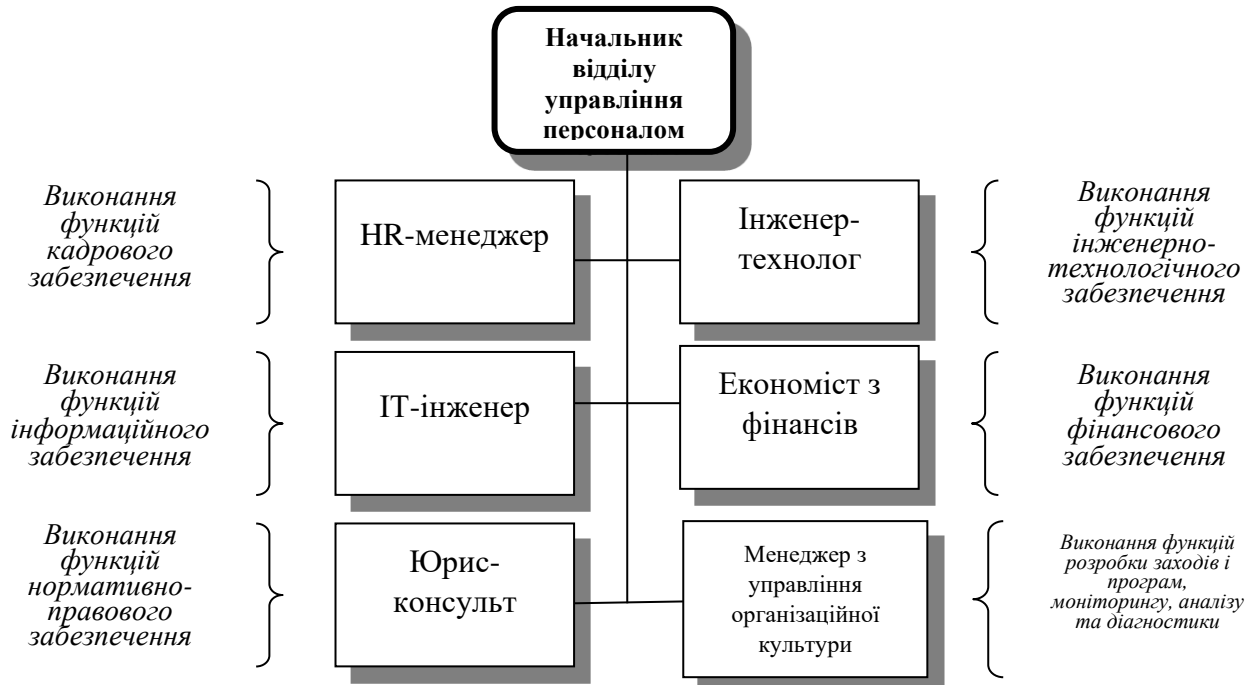 Начальник
відділу
управління
персоналом
Виконання
функцій
кадрового
забезпечення
HR-менеджер
Інженер-
технолог
Виконання
функцій
інженерно-
технологічного
забезпечення
Виконання
функцій
інформаційного
забезпечення
ІТ-інженер
Економіст з
фінансів
Виконання
функцій
фінансового
забезпечення
Виконання
функцій
нормативно-
правового
забезпечення
Юрис-
консульт
Менеджер з
управління
організаційної
культури
Виконання функцій
розробки заходів і
програм,
моніторингу, аналізу
та діагностики